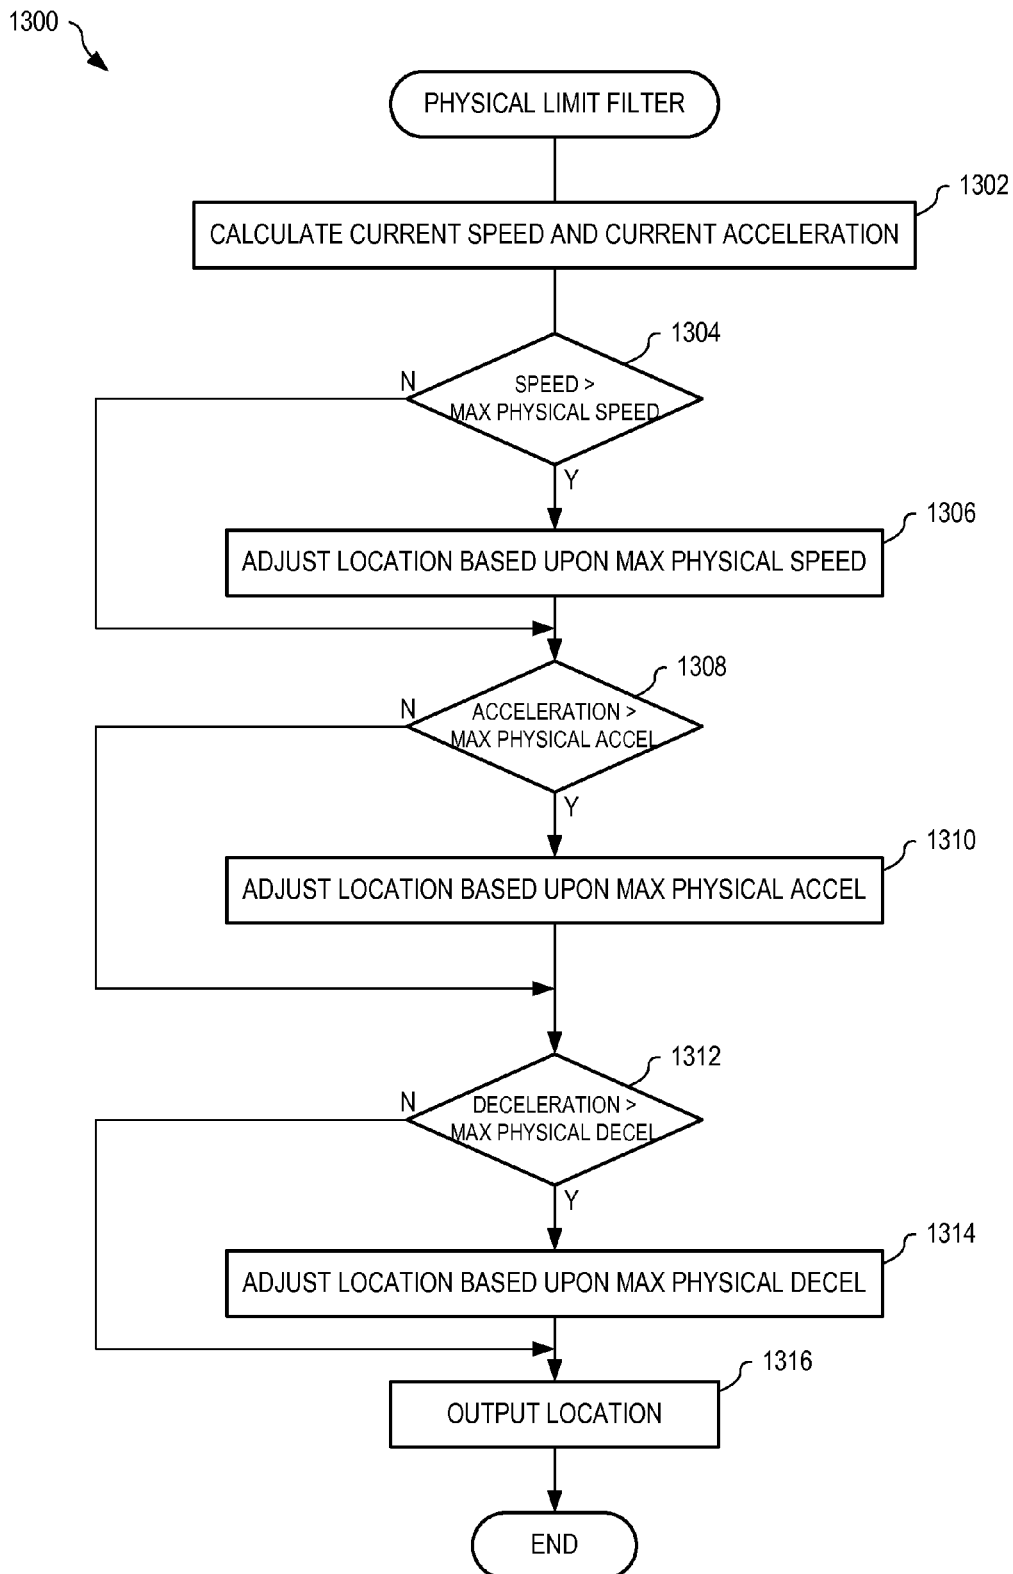 1300
PHYSICAL LIMIT FILTER
1302
CALCULATE CURRENT SPEED AND CURRENT ACCELERATION
1304
N
SPEED >
MAX PHYSICAL SPEED
Y
1306
ADJUST LOCATION BASED UPON MAX PHYSICAL SPEED
1308
N
ACCELERATION >
MAX PHYSICAL ACCEL
Y
1310
ADJUST LOCATION BASED UPON MAX PHYSICAL ACCEL
1312
N
DECELERATION >
MAX PHYSICAL DECEL
Y
1314
ADJUST LOCATION BASED UPON MAX PHYSICAL DECEL
1316
OUTPUT LOCATION
END